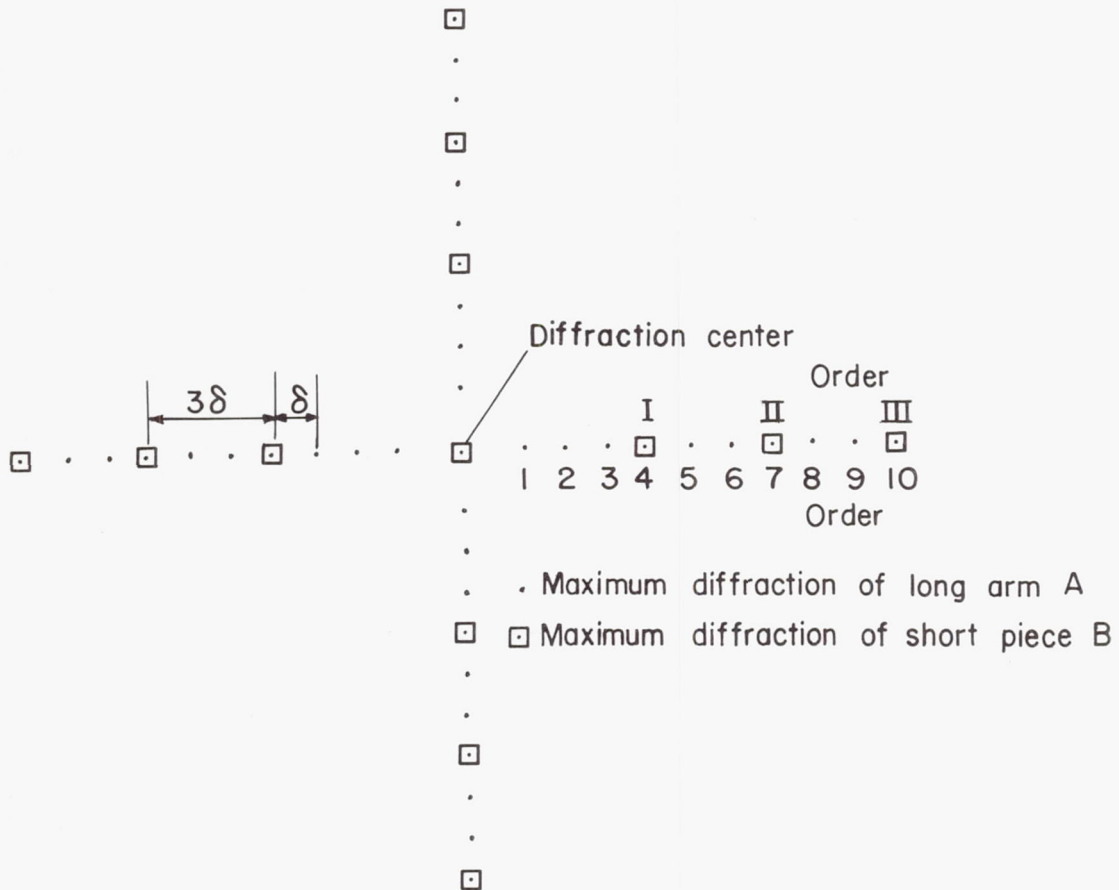 Diffraction center
Order
I II III
3δ δ
1 2 3 4 5 6 7 8 9 10
Order
Maximum diffraction of long arm A
Maximum diffraction of short piece B